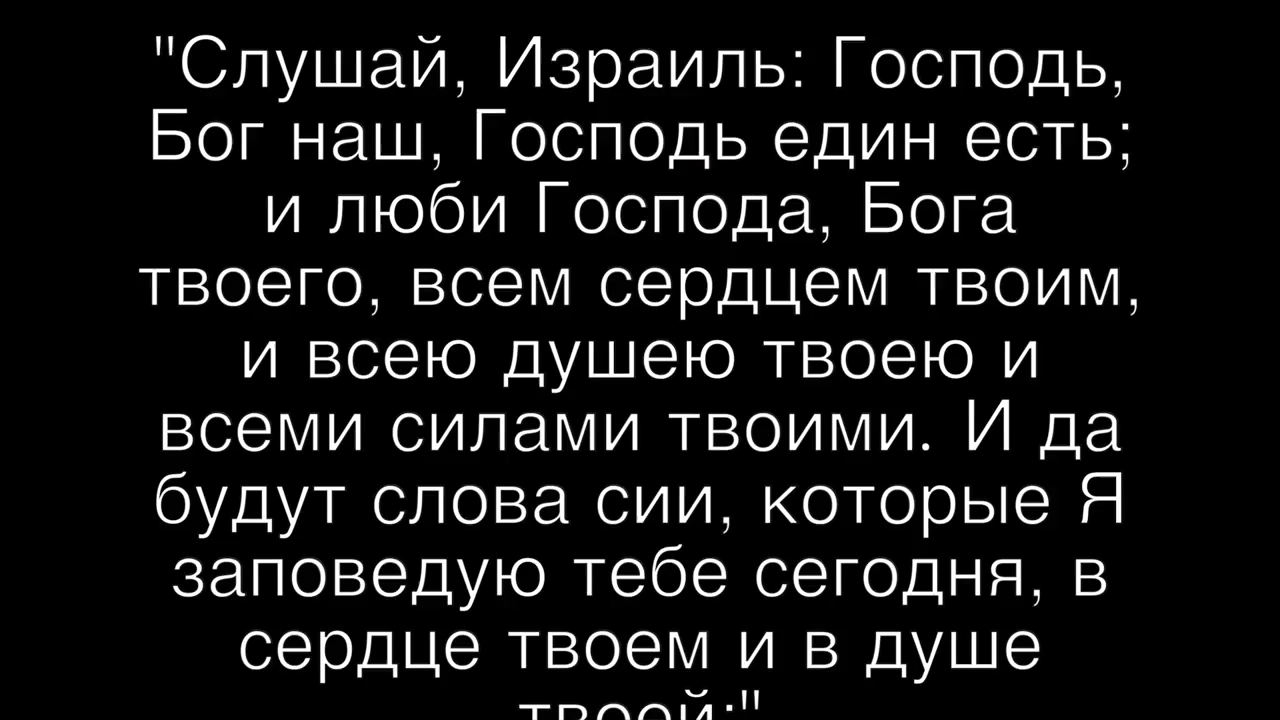 "Слушай, Израиль: Господь,
Бог наш, Господь един есть;
и люби Господа, Бога
твоего, всем сердцем твоим,
и всею душею твоею и
всеми силами твоими. И да
будут слова сии, которые Я
заповедую тебе сегодня, в
сердце твоем и в душе
твоей;"